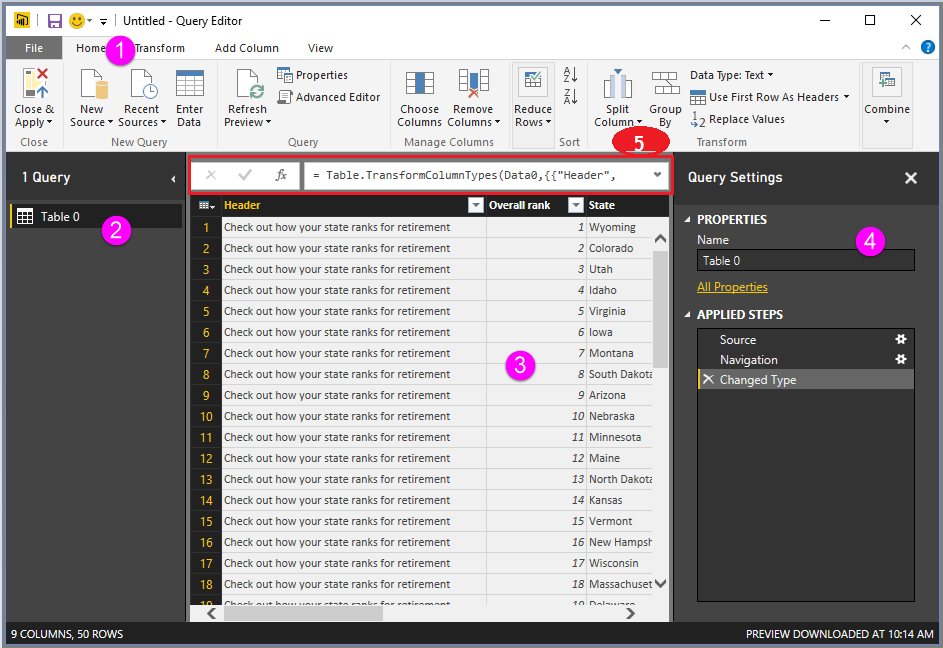 Untitled - Query Editor
File Home Transform Add Column View
1
Close & Apply
New Source
Recent Sources
Enter Data
Refresh Preview
Properties
Advanced Editor
Choose Columns
Remove Columns
Reduce Rows
A Z
Z A
Split Column
Group By
Data Type: Text
Use First Row As Headers
1 2 Replace Values
Combine
Close New Query Query Manage Columns Sort Transform
5
1 Query
Table 0
2
fx = Table.TransformColumnTypes(Data0,{{"Header",
Header Overall rank State
1 Check out how your state ranks for retirement 1 Wyoming
2 Check out how your state ranks for retirement 2 Colorado
3 Check out how your state ranks for retirement 3 Utah
4 Check out how your state ranks for retirement 4 Idaho
5 Check out how your state ranks for retirement 5 Virginia
6 Check out how your state ranks for retirement 6 Iowa
7 Check out how your state ranks for retirement 7 Montana
8 Check out how your state ranks for retirement 8 South Dakota
9 Check out how your state ranks for retirement 9 Arizona
10 Check out how your state ranks for retirement 10 Nebraska
11 Check out how your state ranks for retirement 11 Minnesota
12 Check out how your state ranks for retirement 12 Maine
13 Check out how your state ranks for retirement 13 North Dakota
14 Check out how your state ranks for retirement 14 Kansas
15 Check out how your state ranks for retirement 15 Vermont
16 Check out how your state ranks for retirement 16 New Hampsh
17 Check out how your state ranks for retirement 17 Wisconsin
18 Check out how your state ranks for retirement 18 Massachuset
19 Check out how your state ranks for retirement 19 Delaware
3
Query Settings
PROPERTIES
4
Name
Table 0
All Properties
APPLIED STEPS
Source
Navigation
Changed Type
9 COLUMNS, 50 ROWS
PREVIEW DOWNLOADED AT 10:14 AM